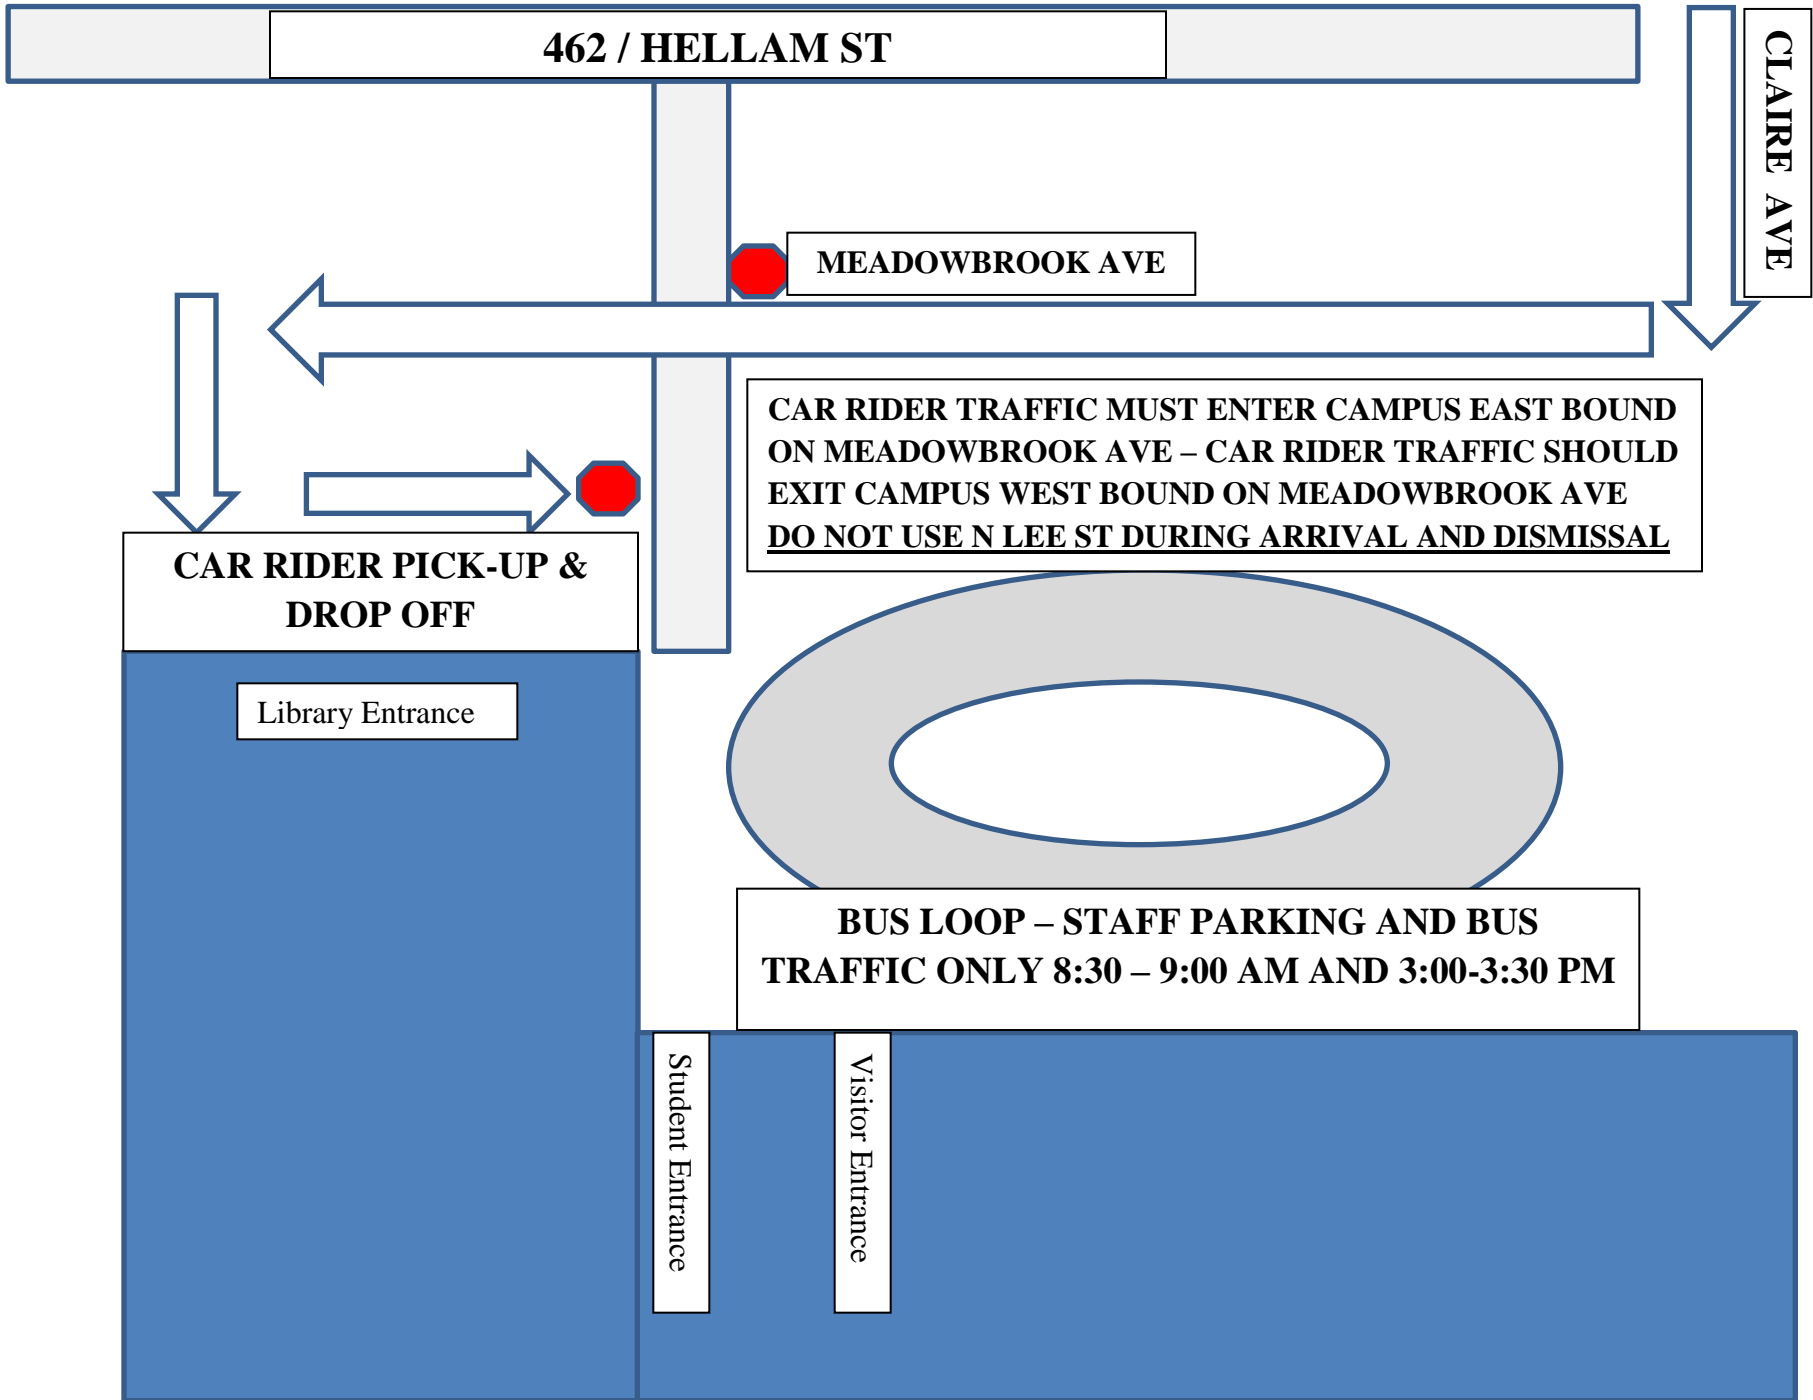 462 / HELLAM ST
CLAIRE AVE
MEADOWBROOK AVE
CAR RIDER TRAFFIC MUST ENTER CAMPUS EAST BOUND
ON MEADOWBROOK AVE – CAR RIDER TRAFFIC SHOULD
EXIT CAMPUS WEST BOUND ON MEADOWBROOK AVE
DO NOT USE N LEE ST DURING ARRIVAL AND DISMISSAL
CAR RIDER PICK-UP &
DROP OFF
Library Entrance
BUS LOOP – STAFF PARKING AND BUS
TRAFFIC ONLY 8:30 – 9:00 AM AND 3:00-3:30 PM
Student Entrance
Visitor Entrance